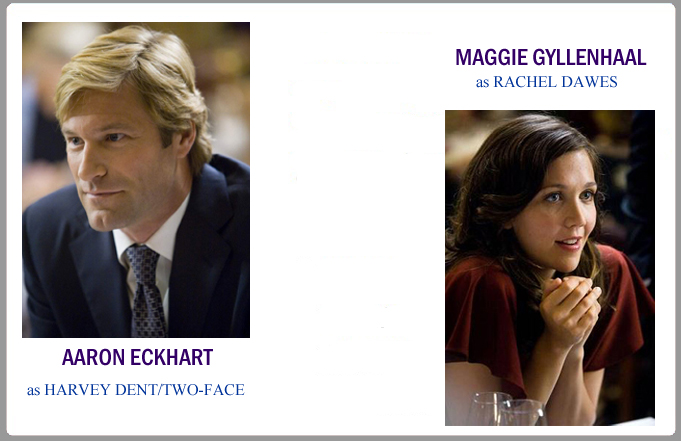 MAGGIE GYLLENHAAL
as RACHEL DAWES
AARON ECKHART
as HARVEY DENT/TWO-FACE